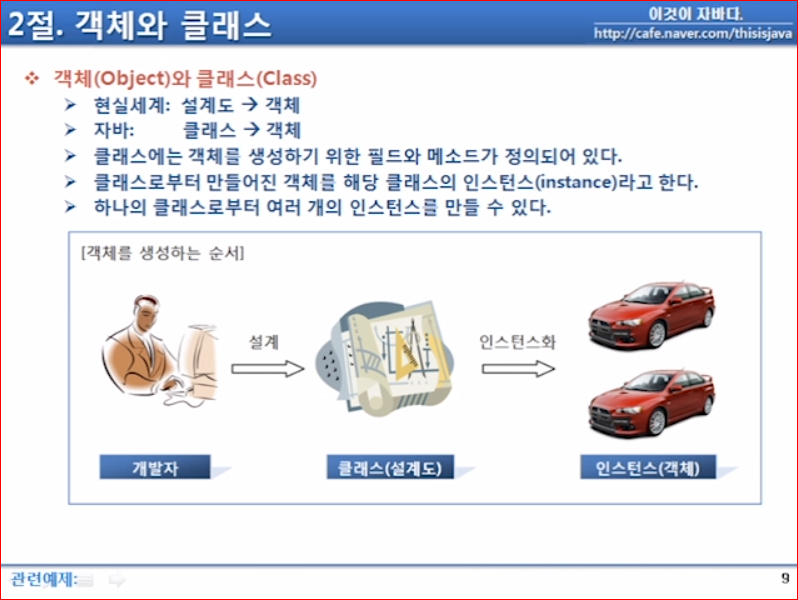 2절. 객체와 클래스
이것이 자바다.
http://cafe.naver.com/thisisjava
❖ 객체(Object)와 클래스(Class)
➢ 현실세계: 설계도 → 객체
➢ 자바: 클래스 → 객체
➢ 클래스에는 객체를 생성하기 위한 필드와 메소드가 정의되어 있다.
➢ 클래스로부터 만들어진 객체를 해당 클래스의 인스턴스(instance)라고 한다.
➢ 하나의 클래스로부터 여러 개의 인스턴스를 만들 수 있다.
[객체를 생성하는 순서]
설계
인스턴스화
개발자
클래스(설계도)
인스턴스(객체)
관련예제:
9